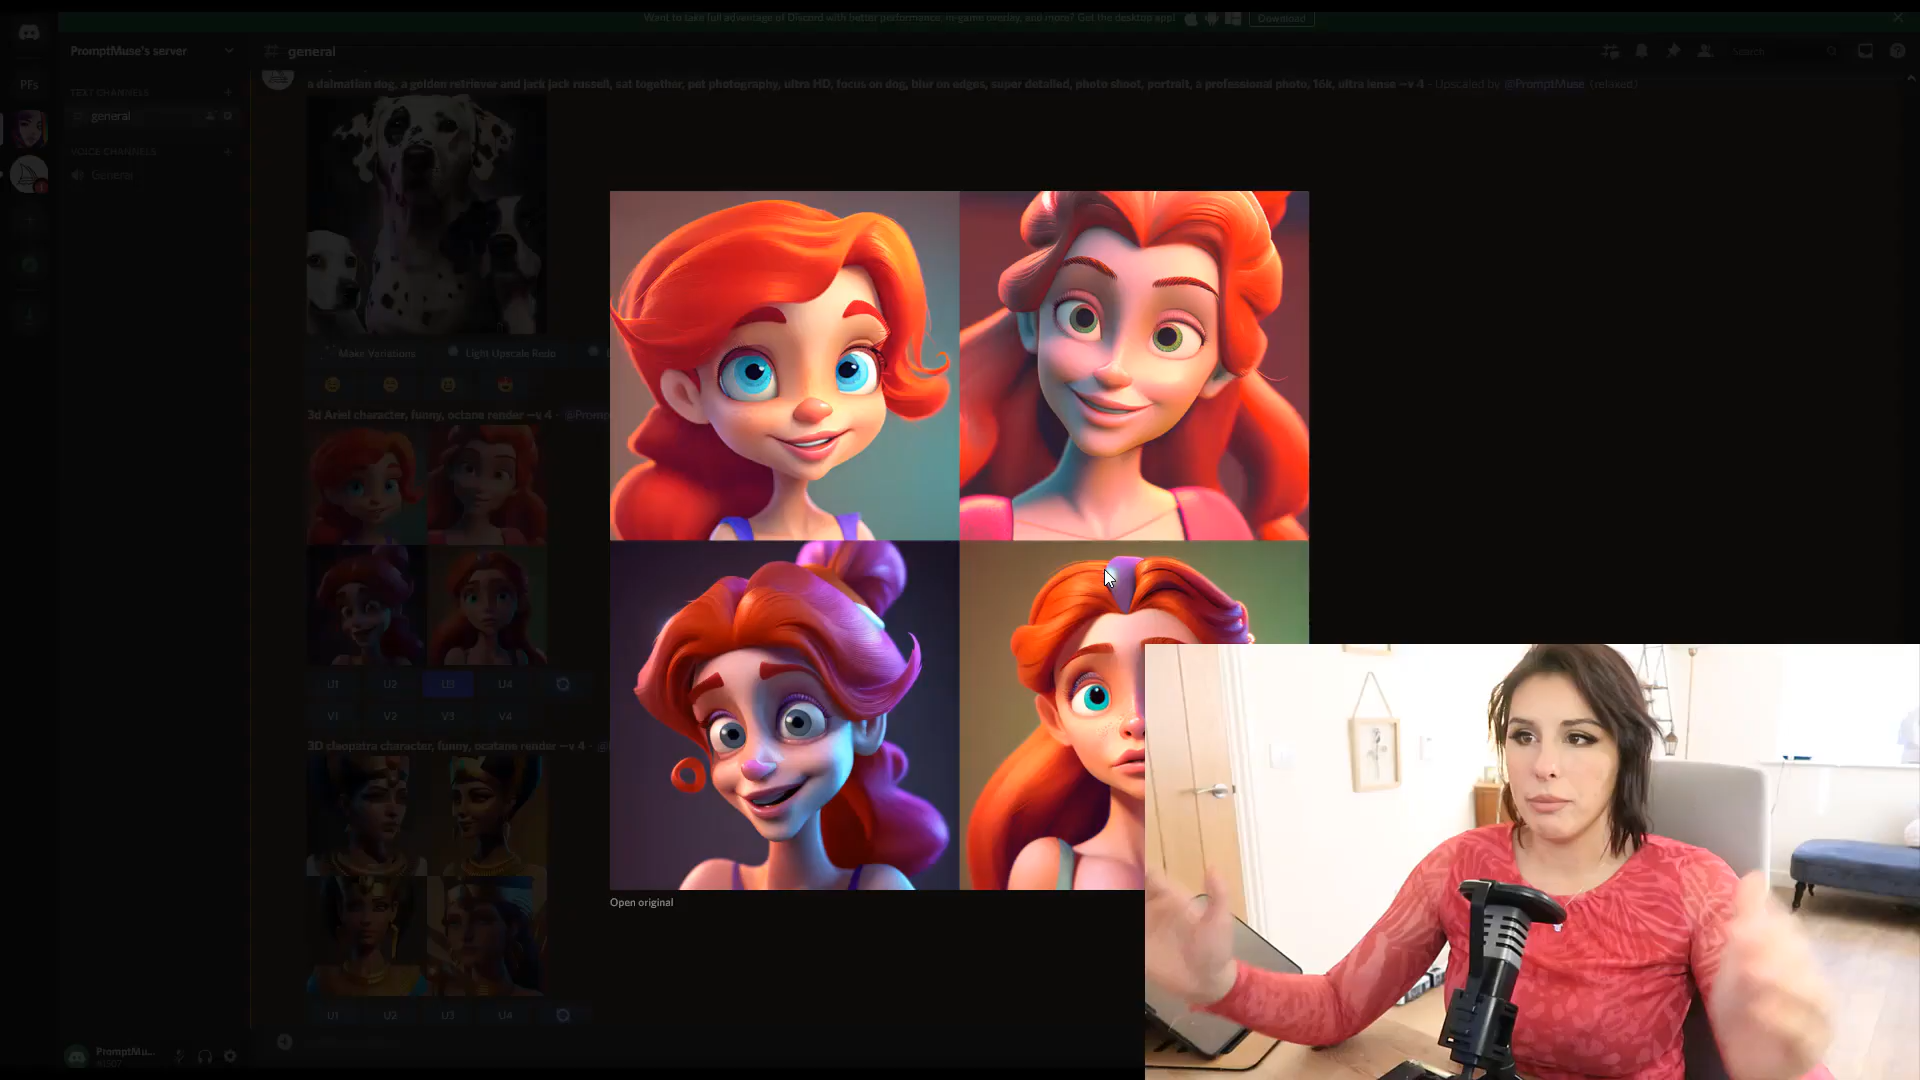 Want to take full advantage of Discord with better performance, in-game overlay, and more? Get the desktop app!
Download
PromptMuse's server
general
Search
PFs
TEXT CHANNELS
general
VOICE CHANNELS
General
a dalmatian dog, a golden retriever and jack jack russell, sat together, pet photography, ultra HD, focus on dog, blur on edges, super detailed, photo shoot, portrait, a professional photo, 16k, ultra lense --v 4 - Upscaled by @PromptMuse (relaxed)
Make Variations
Light Upscale Redo
3d Ariel character, funny, octane render --v 4 - @Promp
U1
U2
U3
U4
V1
V2
V3
V4
3D cleopatra character, funny, ocatane render --v 4 - @
U1
U2
U3
U4
Open original
PromptMu...